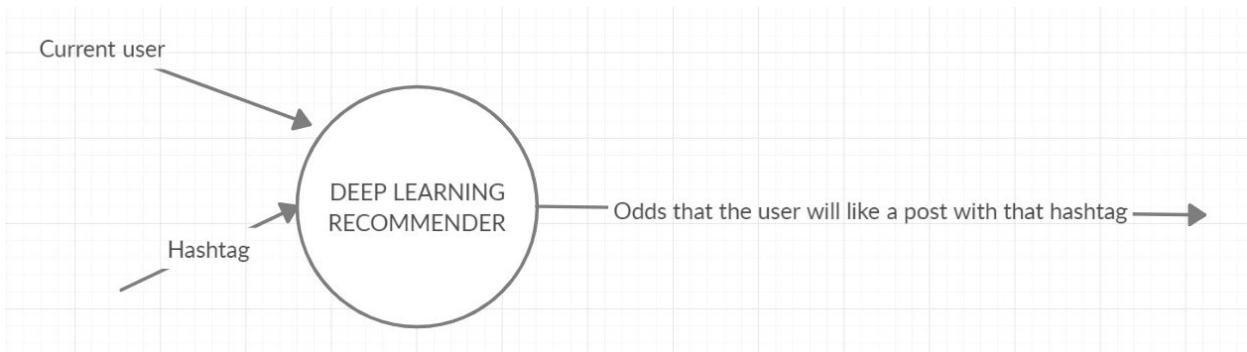 Current user
DEEP LEARNING
RECOMMENDER
Odds that the user will like a post with that hashtag
Hashtag